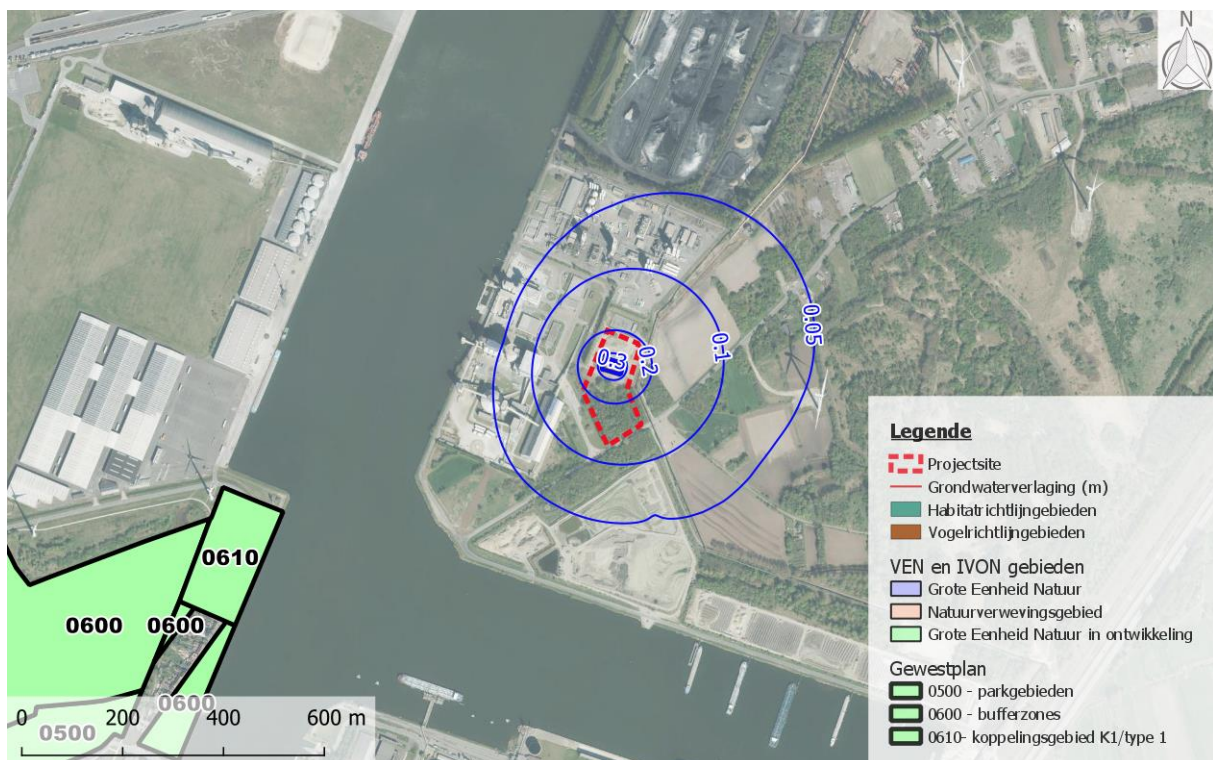 N
0.05
0.1
0.2
0.3
0610
0600
0600
0600
0500
0 200 400 600 m
Legende
Projectsite
Grondwaterverlaging (m)
Habitatrichtlijngebieden
Vogelrichtlijngebieden
VEN en IVON gebieden
Grote Eenheid Natuur
Natuurverwevingsgebied
Grote Eenheid Natuur in ontwikkeling
Gewestplan
0500 - parkgebieden
0600 - bufferzones
0610- koppelingsgebied K1/type 1